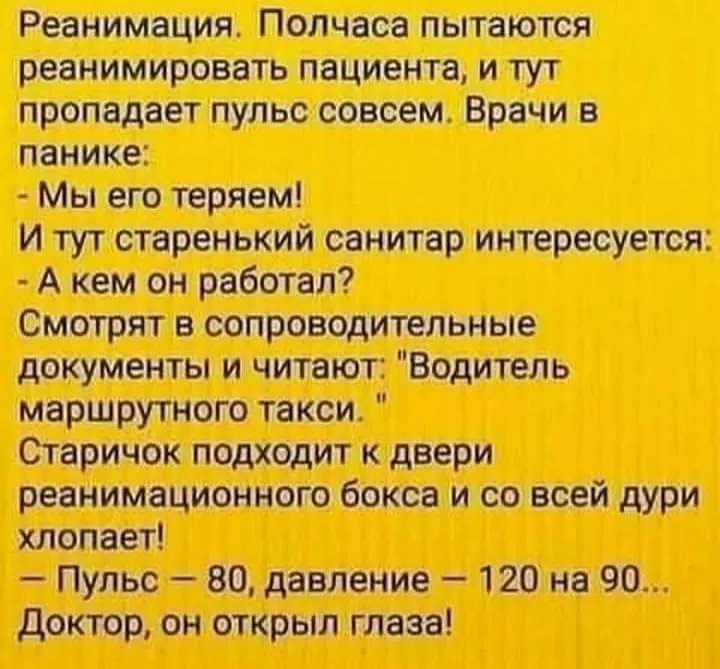 Реанимация. Полчаса пытаются
реанимировать пациента, и тут
пропадает пульс совсем. Врачи в
панике:
- Мы его теряем!
И тут старенький санитар интересуется:
- А кем он работал?
Смотрят в сопроводительные
документы и читают: "Водитель
маршрутного такси. "
Старичок подходит к двери
реанимационного бокса и со всей дури
хлопает!
— Пульс — 80, давление — 120 на 90...
Доктор, он открыл глаза!